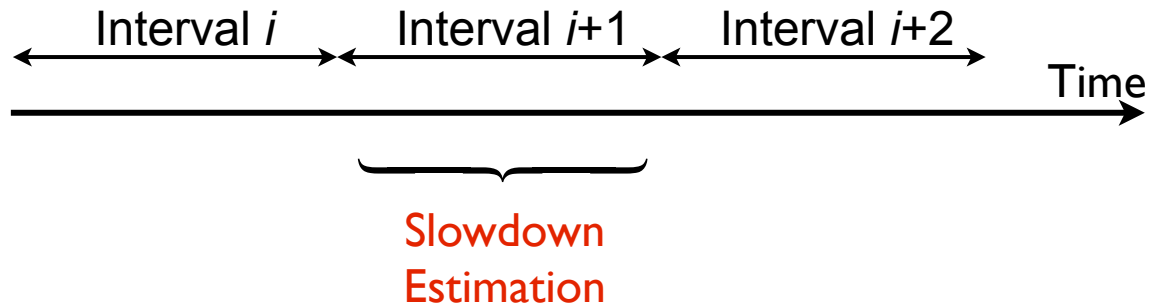 Interval i
Interval i+1
Interval i+2
Time
Slowdown
Estimation